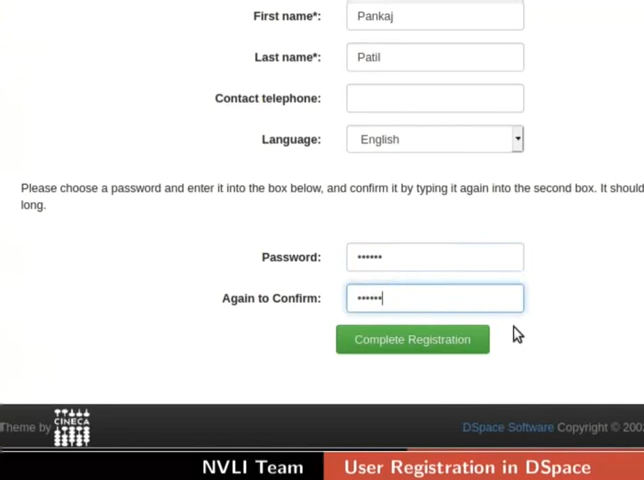 First name*: Pankaj
Last name*: Patil
Contact telephone:
Language: English
Please choose a password and enter it into the box below, and confirm it by typing it again into the second box. It should
long.
Password: ••••••
Again to Confirm: ••••••
Complete Registration
Theme by CINECA
DSpace Software Copyright © 2002
NVLI Team User Registration in DSpace